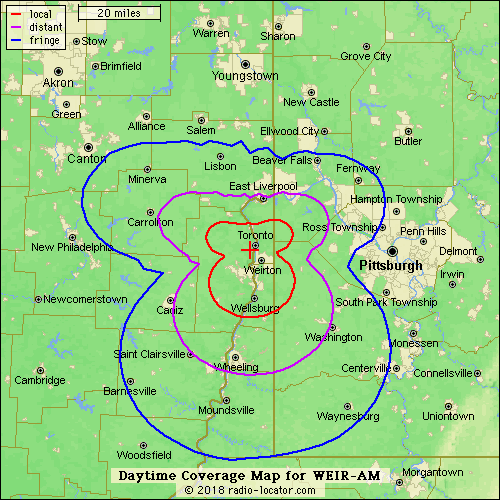 local
distant
fringe
20 miles
Warren
Sharon
Stow
Brimfield
Akron
Youngstown
Grove City
Green
New Castle
Alliance
Salem
Ellwood City
Butler
Canton
Lisbon
Beaver Falls
Minerva
Fernway
East Liverpool
Hampton Township
Carrollton
Ross Township
Toronto
New Philadelphia
Penn Hills
Delmont
Weirton
Pittsburgh
Irwin
Newcomerstown
Cadiz
Wellsburg
South Park Township
Washington
Monessen
Saint Clairsville
Wheeling
Centerville
Cambridge
Connellsville
Barnesville
Moundsville
Waynesburg
Uniontown
Woodsfield
Morgantown
Daytime Coverage Map for WEIR-AM
© 2018 radio-locator.com